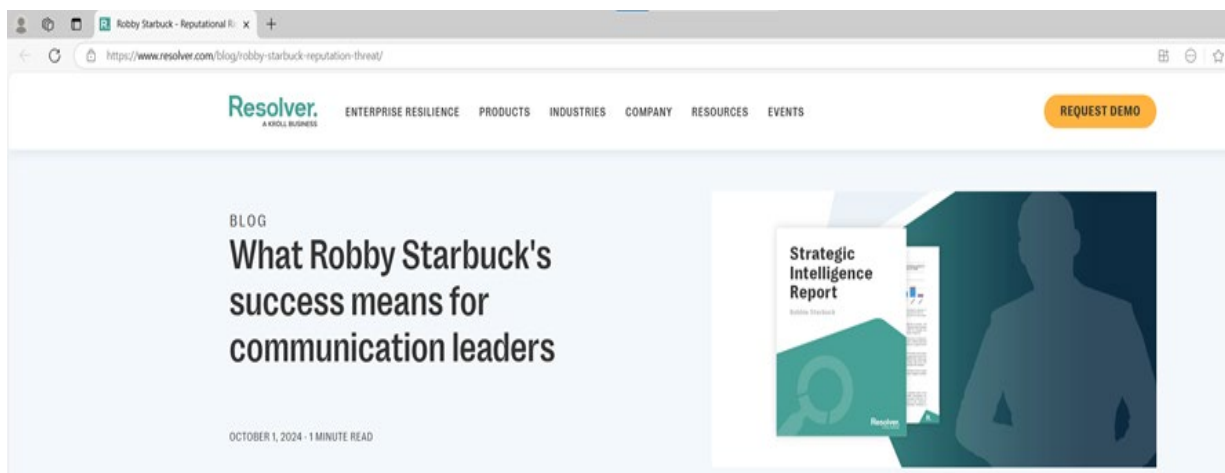 Robby Starbuck - Reputational Ri
https://www.resolver.com/blog/robby-starbuck-reputation-threat/
Resolver.
A KROLL BUSINESS
ENTERPRISE RESILIENCE PRODUCTS INDUSTRIES COMPANY RESOURCES EVENTS
REQUEST DEMO
BLOG
What Robby Starbuck's
success means for
communication leaders
OCTOBER 1, 2024 · 1 MINUTE READ
Strategic
Intelligence
Report
Robbie Starbuck
Resolver.